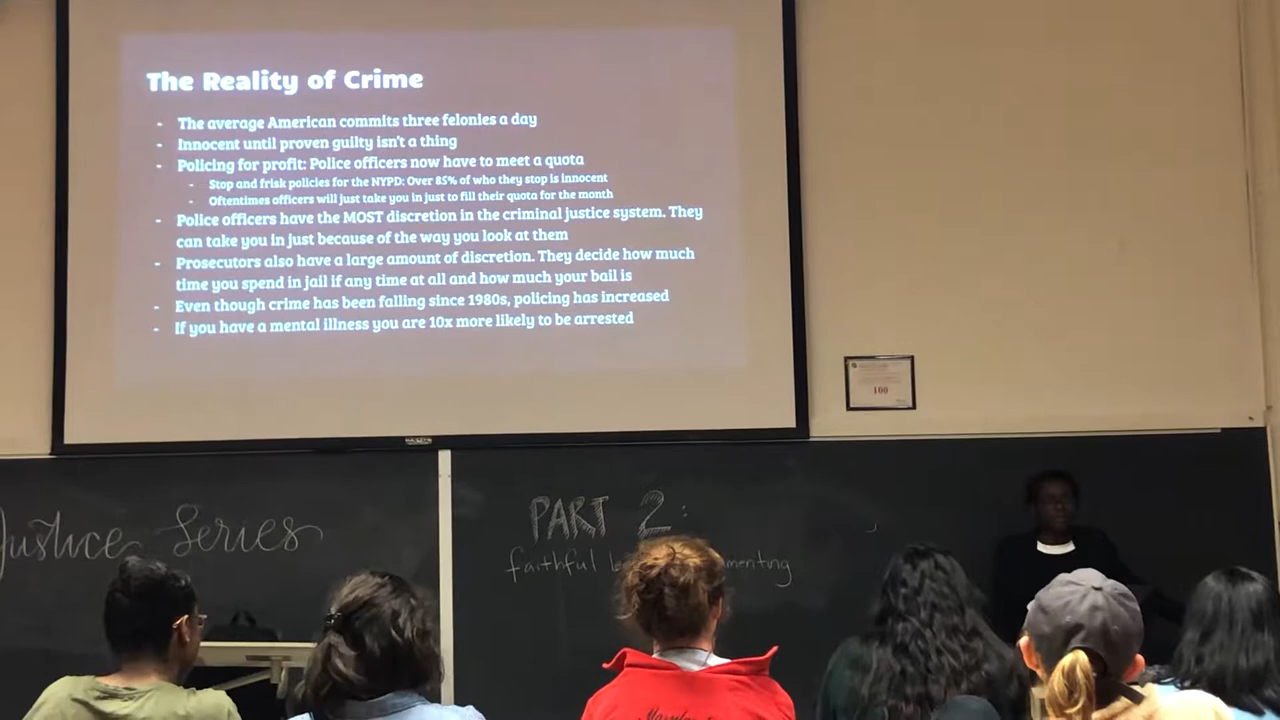 The Reality of Crime
- The average American commits three felonies a day
- Innocent until proven guilty isn't a thing
- Policing for profit: Police officers now have to meet a quota
- Stop and frisk policies for the NYPD: Over 85% of who they stop is innocent
- Oftentimes officers will just take you in just to fill their quota for the month
- Police officers have the MOST discretion in the criminal justice system. They
can take you in just because of the way you look at them
- Prosecutors also have a large amount of discretion. They decide how much
time you spend in jail if any time at all and how much your bail is
- Even though crime has been falling since 1980s, policing has increased
- If you have a mental illness you are 10x more likely to be arrested
100
Justice Series
PART 2:
faithful